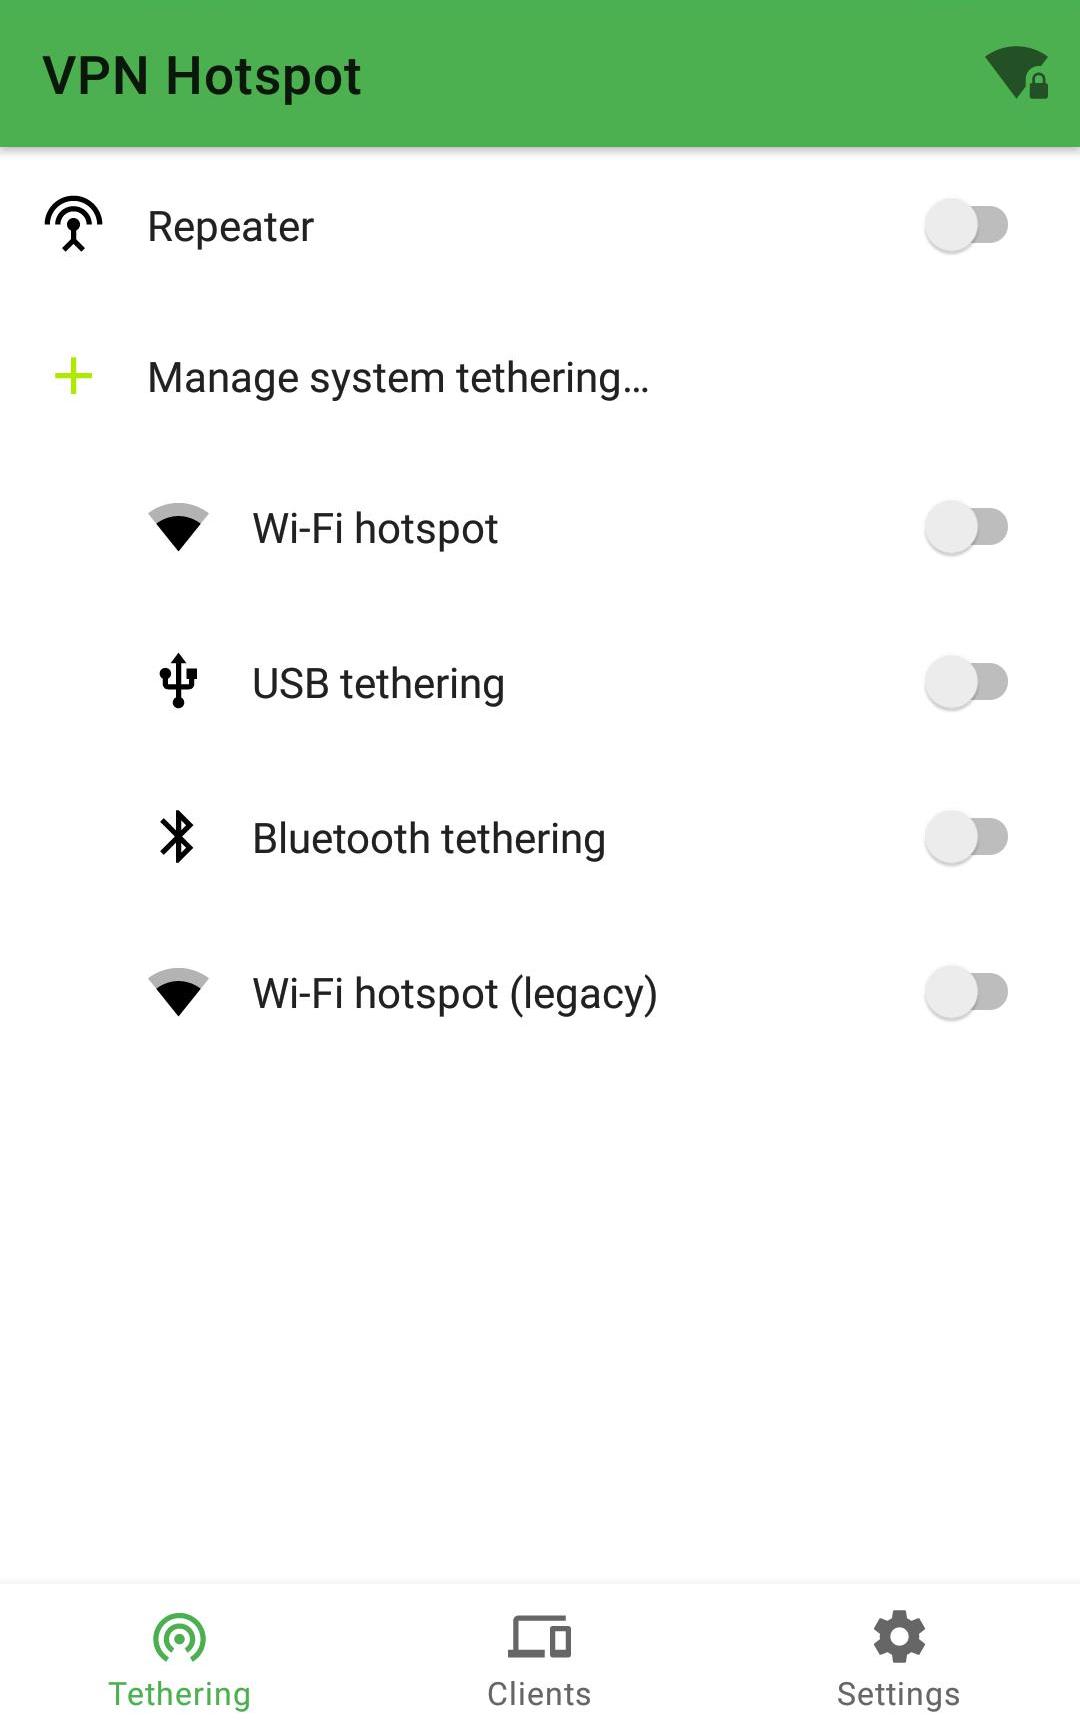 VPN Hotspot
Repeater
Manage system tethering…
Wi-Fi hotspot
USB tethering
Bluetooth tethering
Wi-Fi hotspot (legacy)
Tethering
Clients
Settings